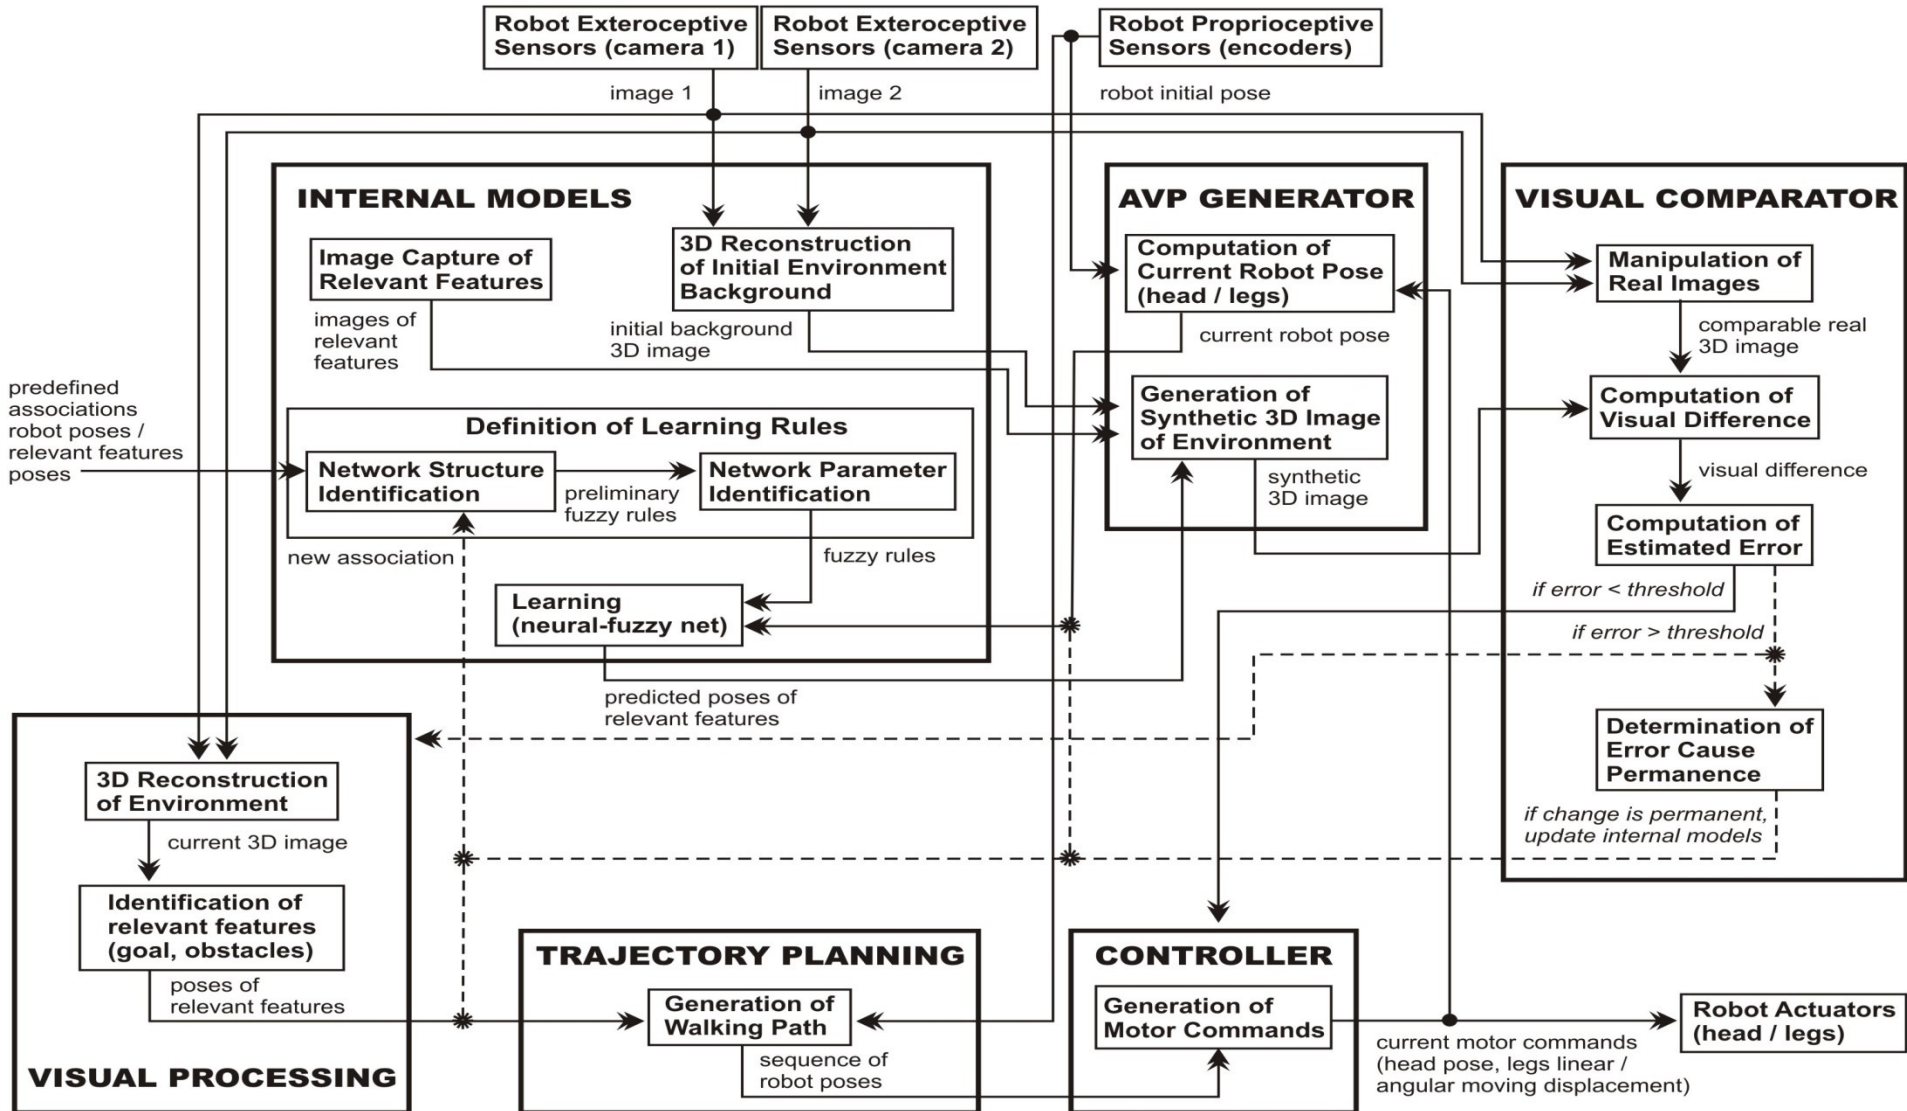 Robot Exteroceptive
Sensors (camera 1)
Robot Exteroceptive
Sensors (camera 2)
Robot Proprioceptive
Sensors (encoders)
image 1
image 2
robot initial pose
INTERNAL MODELS
Image Capture of
Relevant Features
3D Reconstruction
of Initial Environment
Background
images of
relevant
features
initial background
3D image
predefined
associations
robot poses /
relevant features
poses
Definition of Learning Rules
Network Structure
Identification
preliminary
fuzzy rules
Network Parameter
Identification
new association
fuzzy rules
Learning
(neural-fuzzy net)
predicted poses of
relevant features
AVP GENERATOR
Computation of
Current Robot Pose
(head / legs)
current robot pose
Generation of
Synthetic 3D Image
of Environment
synthetic
3D image
VISUAL COMPARATOR
Manipulation of
Real Images
comparable real
3D image
Computation of
Visual Difference
visual difference
Computation of
Estimated Error
if error < threshold
if error > threshold
Determination of
Error Cause
Permanence
if change is permanent,
update internal models
3D Reconstruction
of Environment
current 3D image
Identification of
relevant features
(goal, obstacles)
poses of
relevant features
VISUAL PROCESSING
TRAJECTORY PLANNING
Generation of
Walking Path
sequence of
robot poses
CONTROLLER
Generation of
Motor Commands
current motor commands
(head pose, legs linear /
angular moving displacement)
Robot Actuators
(head / legs)